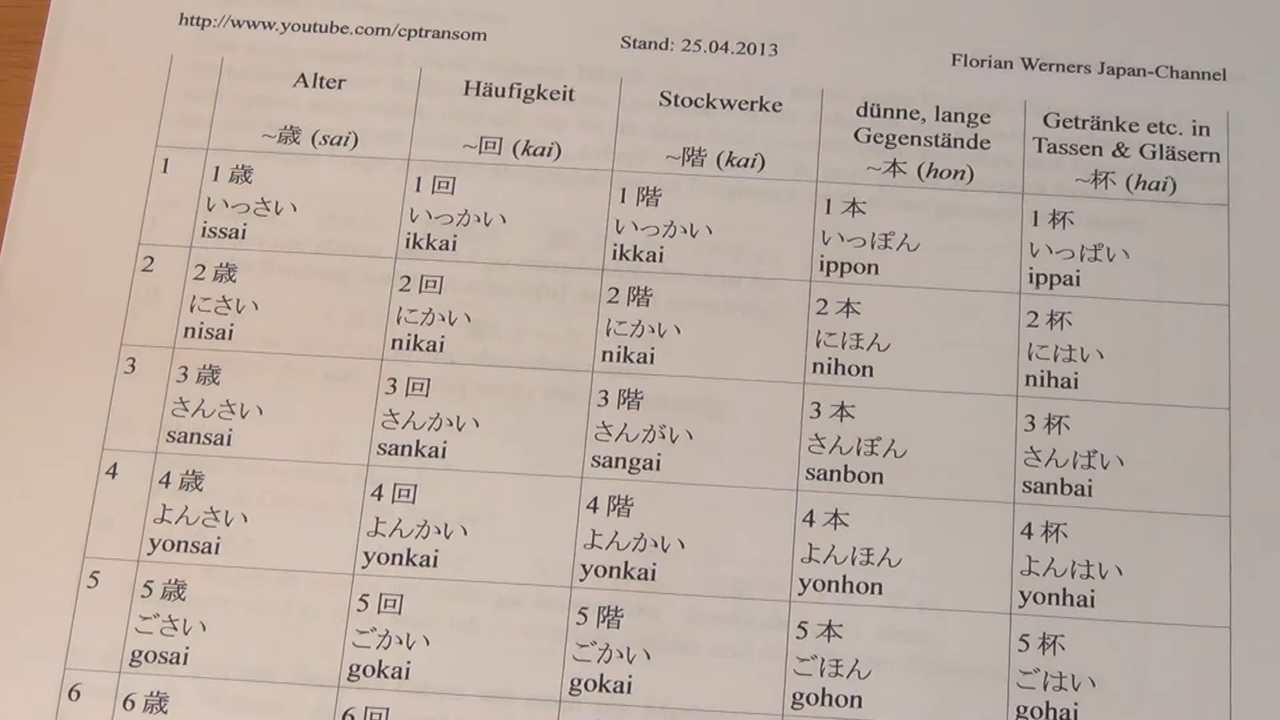 http://www.youtube.com/cptransom
Stand: 25.04.2013
Florian Werners Japan-Channel
Alter
~歳 (sai)
Häufigkeit
~回 (kai)
Stockwerke
~階 (kai)
dünne, lange
Gegenstände
~本 (hon)
Getränke etc. in
Tassen & Gläsern
~杯 (hai)
1
1 歳
いっさい
issai
1 回
いっかい
ikkai
1 階
いっかい
ikkai
1 本
いっぽん
ippon
1 杯
いっぱい
ippai
2
2 歳
にさい
nisai
2 回
にかい
nikai
2 階
にかい
nikai
2 本
にほん
nihon
2 杯
にはい
nihai
3
3 歳
さんさい
sansai
3 回
さんかい
sankai
3 階
さんがい
sangai
3 本
さんぼん
sanbon
3 杯
さんばい
sanbai
4
4 歳
よんさい
yonsai
4 回
よんかい
yonkai
4 階
よんかい
yonkai
4 本
よんほん
yonhon
4 杯
よんはい
yonhai
5
5 歳
ごさい
gosai
5 回
ごかい
gokai
5 階
ごかい
gokai
5 本
ごほん
gohon
5 杯
ごはい
gohai
6
6 歳
6 回